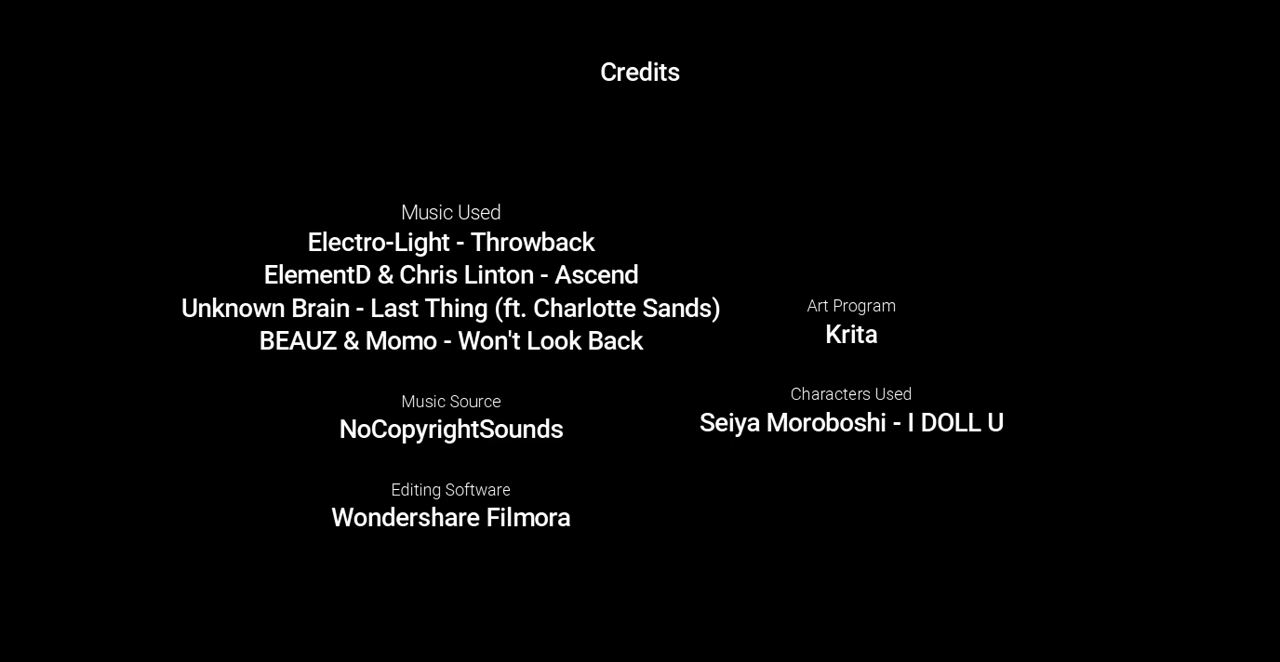 Credits
Music Used
Electro-Light - Throwback
ElementD & Chris Linton - Ascend
Unknown Brain - Last Thing (ft. Charlotte Sands)
BEAUZ & Momo - Won't Look Back
Music Source
NoCopyrightSounds
Editing Software
Wondershare Filmora
Art Program
Krita
Characters Used
Seiya Moroboshi - I DOLL U